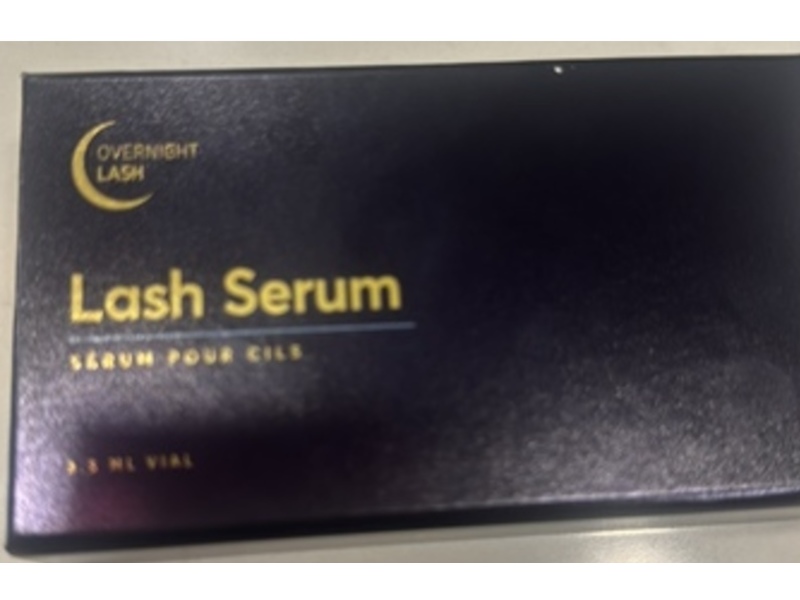 OVERNIGHT
LASH
Lash Serum
SÉRUM POUR CILS
ML VIAL